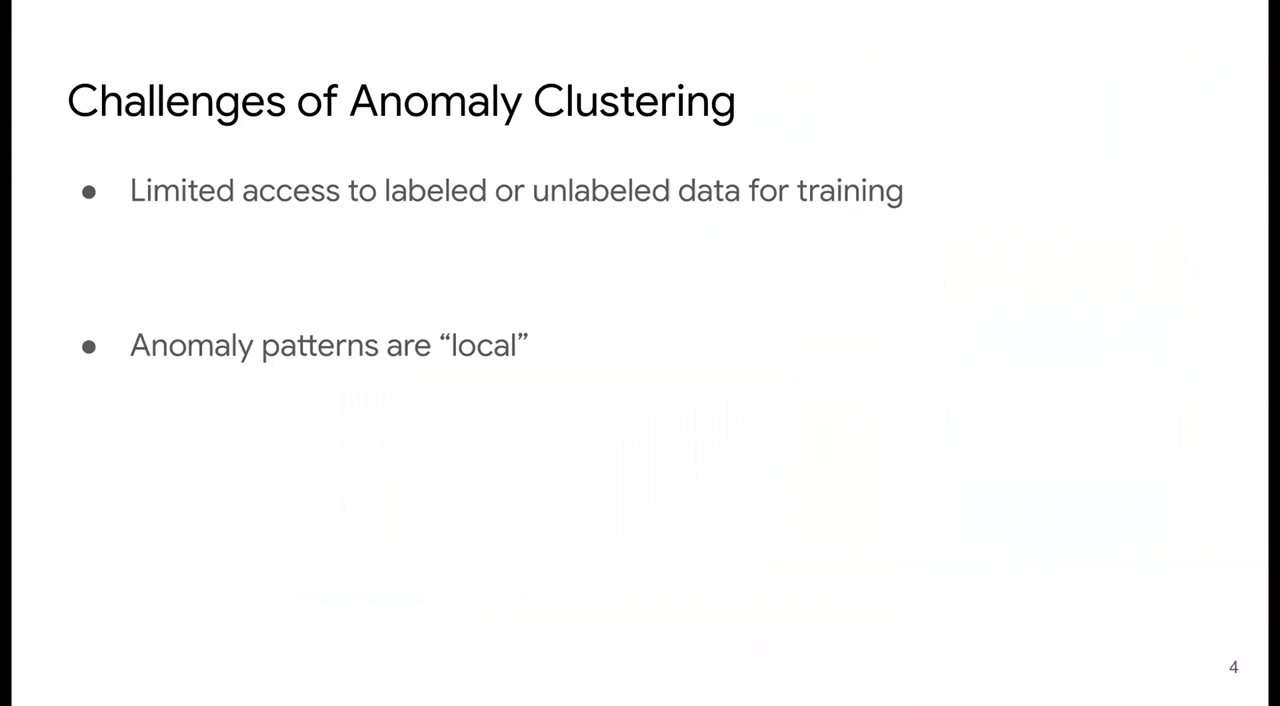 Challenges of Anomaly Clustering
● Limited access to labeled or unlabeled data for training
● Anomaly patterns are “local”
4